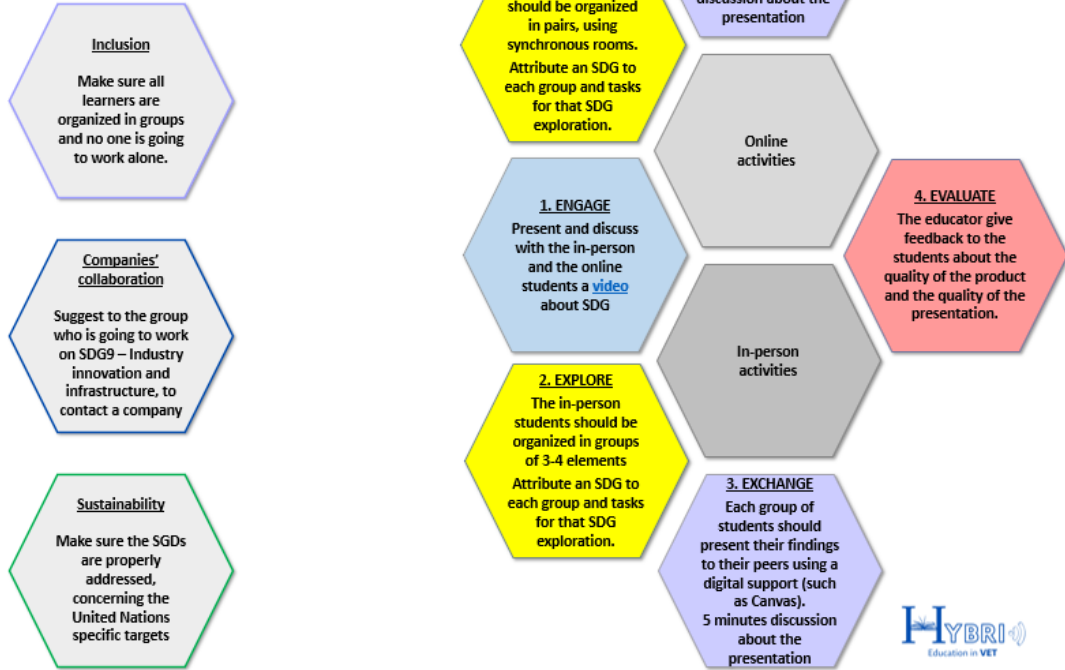 Inclusion
Make sure all
learners are
organized in groups
and no one is going
to work alone.
Companies'
collaboration
Suggest to the group
who is going to work
on SDG9 – Industry
innovation and
infrastructure, to
contact a company
Sustainability
Make sure the SGDs
are properly
addressed,
concerning the
United Nations
specific targets
should be organized
in pairs, using
synchronous rooms.
Attribute an SDG to
each group and tasks
for that SDG
exploration.
discussion about the
presentation
Online
activities
1. ENGAGE
Present and discuss
with the in-person
and the online
students a video
about SDG
4. EVALUATE
The educator give
feedback to the
students about the
quality of the product
and the quality of the
presentation.
In-person
activities
2. EXPLORE
The in-person
students should be
organized in groups
of 3-4 elements
Attribute an SDG to
each group and tasks
for that SDG
exploration.
3. EXCHANGE
Each group of
students should
present their findings
to their peers using a
digital support (such
as Canvas).
5 minutes discussion
about the
presentation
HYBRI
Education in VET